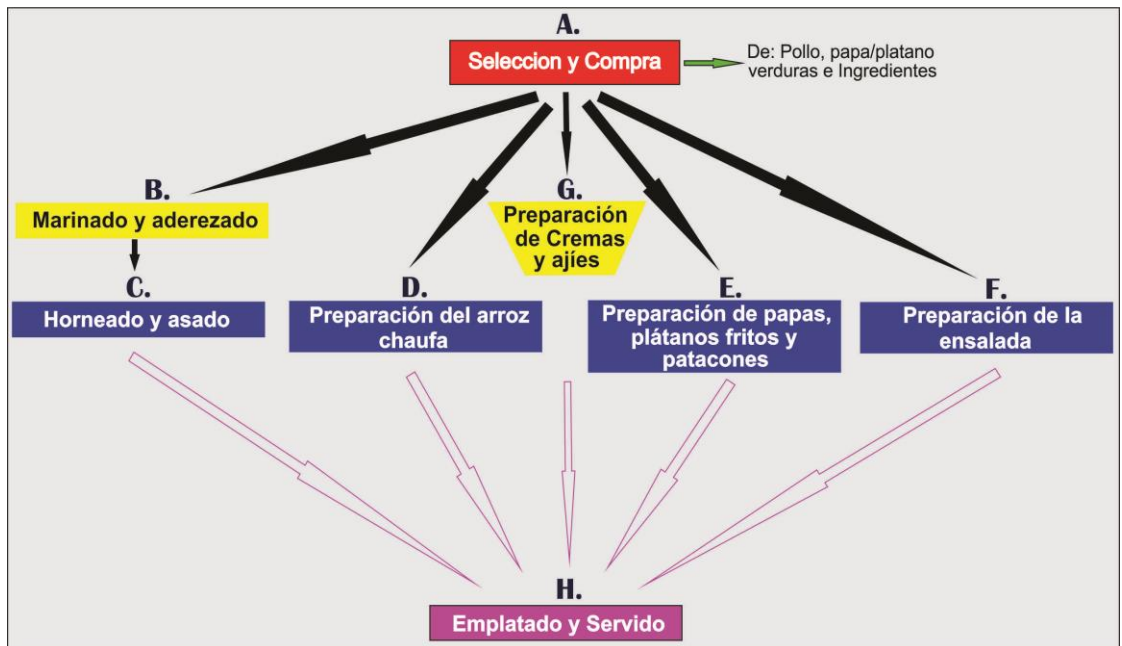 A.
Seleccion y Compra
De: Pollo, papa/platano
verduras e Ingredientes
B.
Marinado y aderezado
G.
Preparación
de Cremas
y ajíes
C.
Horneado y asado
D.
Preparación del arroz
chaufa
E.
Preparación de papas,
plátanos fritos y
patacones
F.
Preparación de la
ensalada
H.
Emplatado y Servido